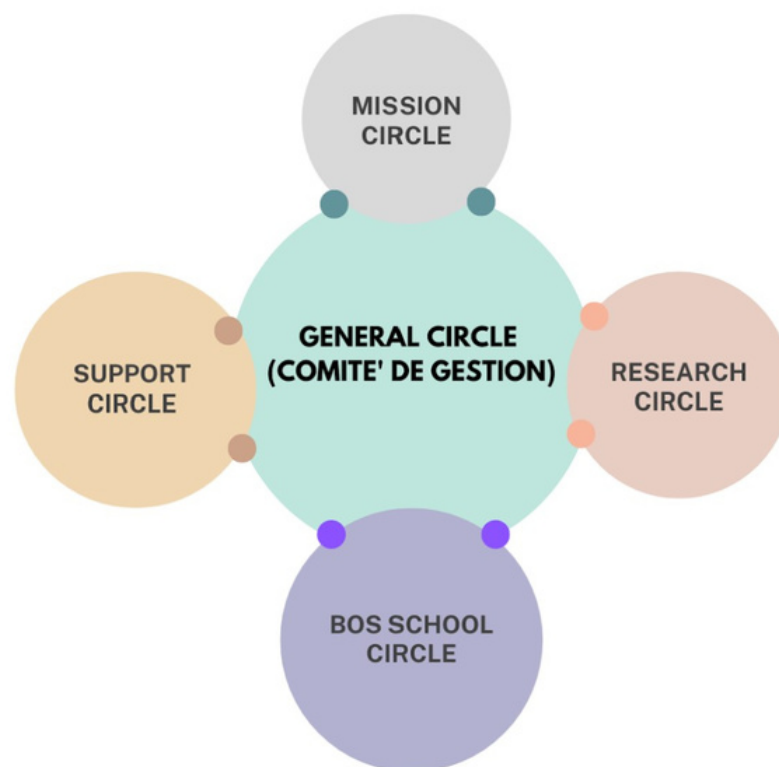 MISSION
CIRCLE
GENERAL CIRCLE
(COMITE' DE GESTION)
SUPPORT
CIRCLE
RESEARCH
CIRCLE
BOS SCHOOL
CIRCLE